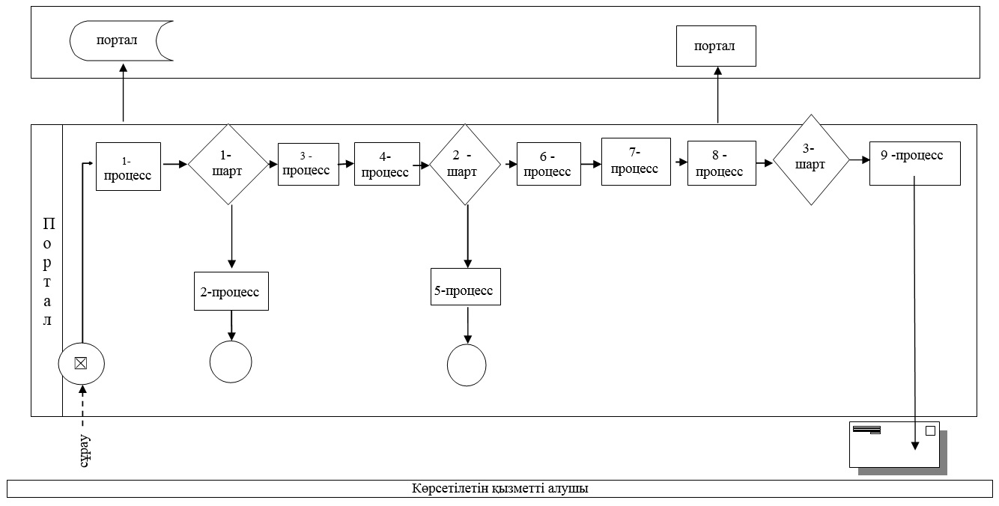 портал
портал
1-
процесс
1-
шарт
3 -
процесс
4-
процесс
2 -
шарт
6 -
процесс
7-
процесс
8 -
процесс
3-
шарт
9 -процесс
Портал
2-процесс
5-процесс
сұрау
Көрсетілетін қызметті алушы